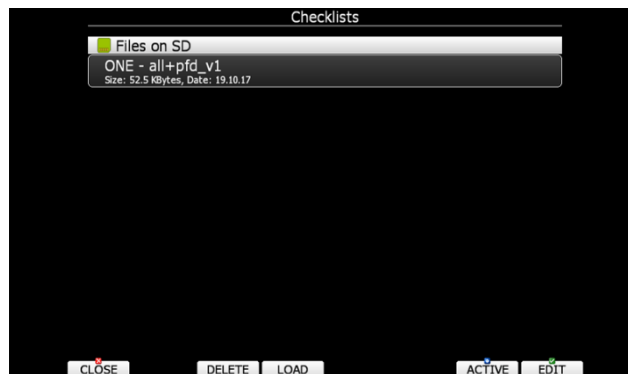 Checklists
Files on SD
ONE - all+pfd_v1
Size: 52.5 KBytes, Date: 19.10.17
CLOSE DELETE LOAD ACTIVE EDIT